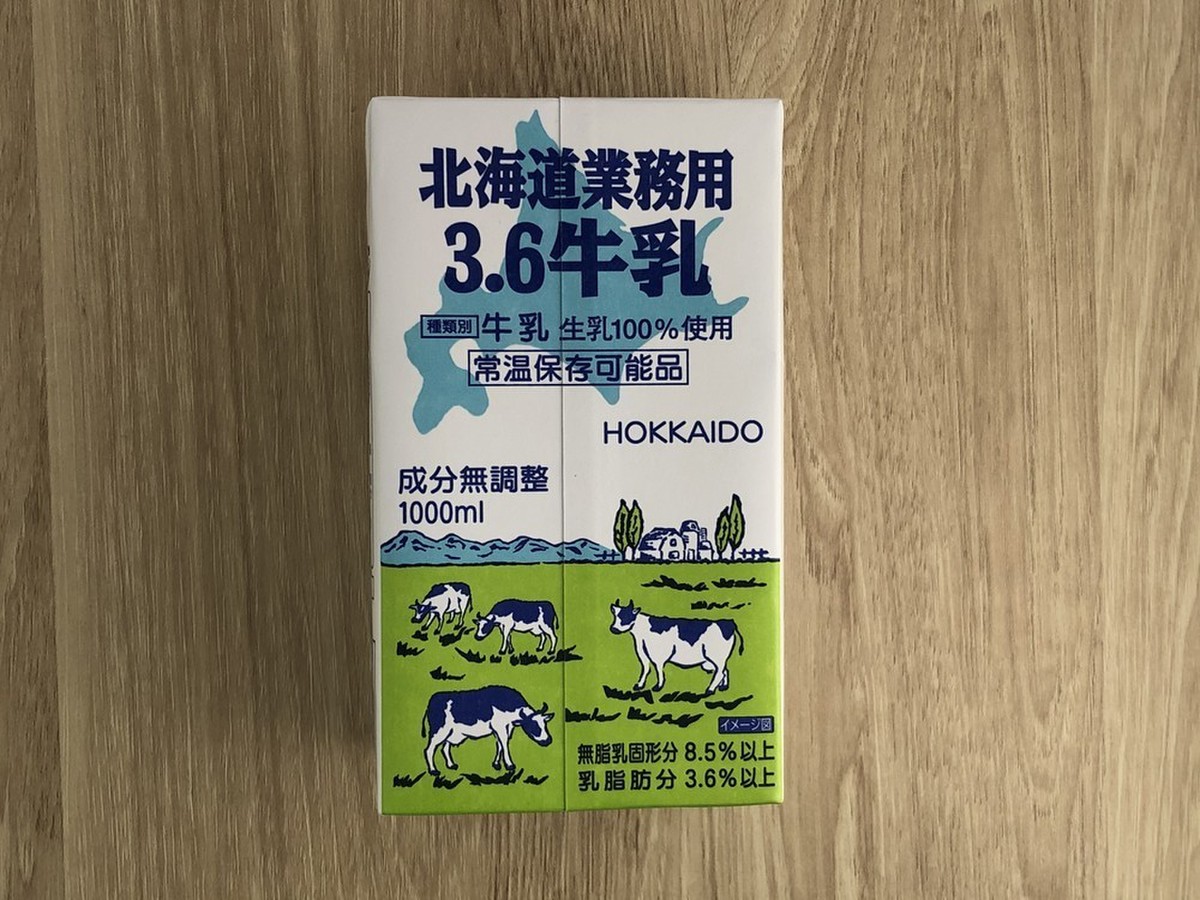 北海道業務用
3.6牛乳
種類別 牛乳 生乳100%使用
常温保存可能品
HOKKAIDO
成分無調整
1000ml
イメージ図
無脂乳固形分 8.5%以上
乳脂肪分 3.6%以上